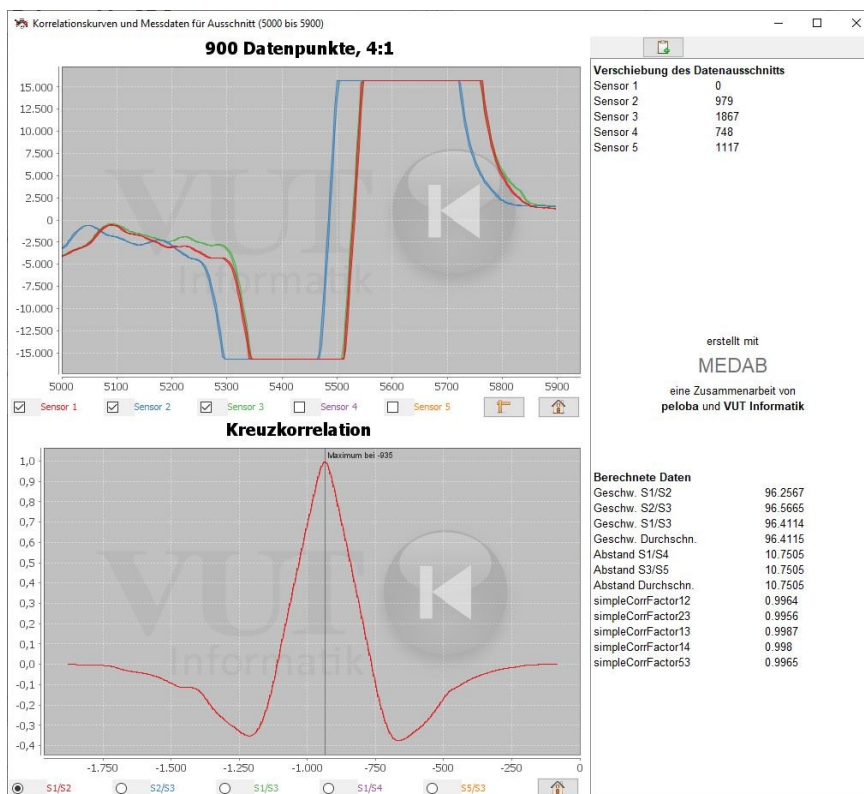 Korrelationskurven und Messdaten für Ausschnitt (5000 bis 5900)
900 Datenpunkte, 4:1
15.000
12.500
10.000
7.500
5.000
2.500
0
-2.500
-5.000
-7.500
-10.000
-12.500
-15.000
VUT
Informatik
5000 5100 5200 5300 5400 5500 5600 5700 5800 5900
Sensor 1 Sensor 2 Sensor 3 Sensor 4 Sensor 5
Kreuzkorrelation
Maximum bei -935
1,0
0,9
0,8
0,7
0,6
0,5
0,4
0,3
0,2
0,1
0,0
-0,1
-0,2
-0,3
-0,4
VUT
Informatik
-1.750 -1.500 -1.250 -1.000 -750 -500 -250 0
S1/S2 S2/S3 S1/S3 S1/S4 S5/S3
Verschiebung des Datenausschnitts
Sensor 1 0
Sensor 2 979
Sensor 3 1867
Sensor 4 748
Sensor 5 1117
erstellt mit
MEDAB
eine Zusammenarbeit von
peloba und VUT Informatik
Berechnete Daten
Geschw. S1/S2 96.2567
Geschw. S2/S3 96.5665
Geschw. S1/S3 96.4114
Geschw. Durchschn. 96.4115
Abstand S1/S4 10.7505
Abstand S3/S5 10.7505
Abstand Durchschn. 10.7505
simpleCorrFactor12 0.9964
simpleCorrFactor23 0.9956
simpleCorrFactor13 0.9987
simpleCorrFactor14 0.998
simpleCorrFactor53 0.9965